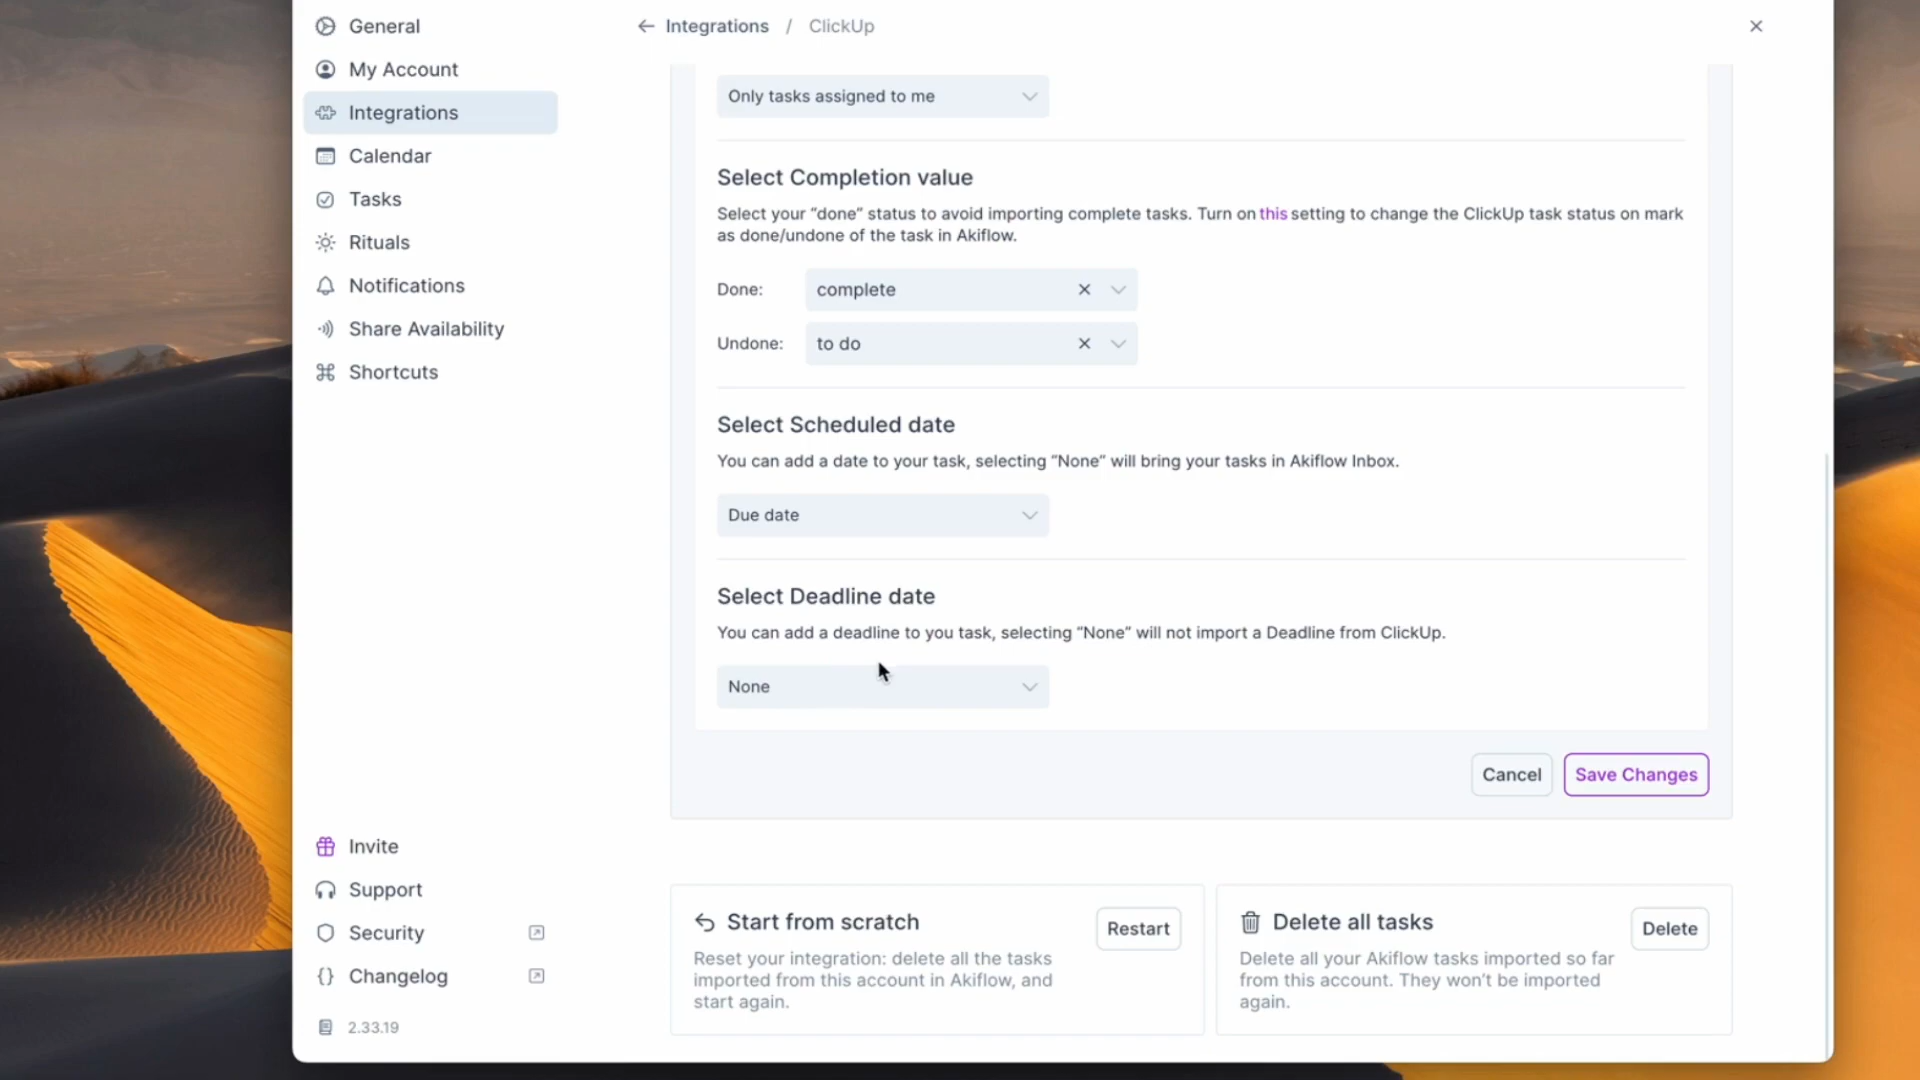 General
My Account
Integrations
Calendar
Tasks
Rituals
Notifications
Share Availability
Shortcuts
Invite
Support
Security
Changelog
2.33.19
Integrations / ClickUp
Only tasks assigned to me
Select Completion value
Select your “done” status to avoid importing complete tasks. Turn on this setting to change the ClickUp task status on mark
as done/undone of the task in Akiflow.
Done: complete
Undone: to do
Select Scheduled date
You can add a date to your task, selecting “None” will bring your tasks in Akiflow Inbox.
Due date
Select Deadline date
You can add a deadline to you task, selecting “None” will not import a Deadline from ClickUp.
None
Cancel
Save Changes
Start from scratch
Restart
Reset your integration: delete all the tasks
imported from this account in Akiflow, and
start again.
Delete all tasks
Delete
Delete all your Akiflow tasks imported so far
from this account. They won’t be imported
again.